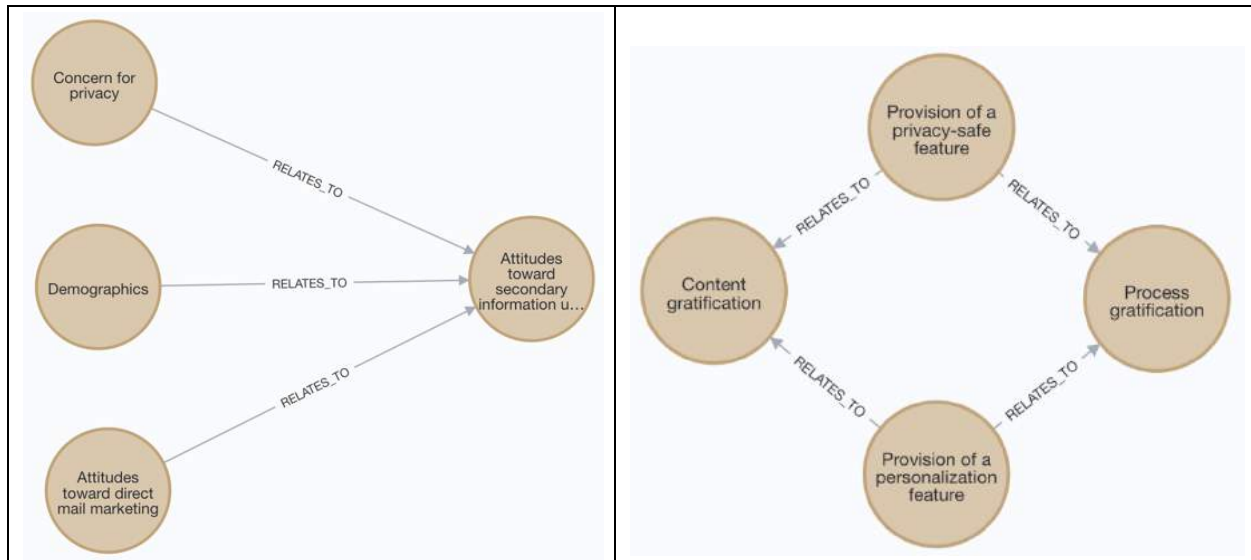 Concern for
privacy
RELATES_TO
Demographics
RELATES_TO
Attitudes
toward
secondary
information u...
RELATES_TO
Attitudes
toward direct
mail marketing
Provision of a
privacy-safe
feature
RELATES_TO
RELATES_TO
Content
gratification
Process
gratification
RELATES_TO
RELATES_TO
Provision of a
personalization
feature